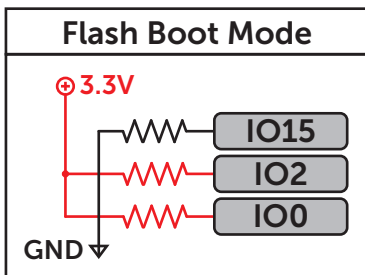 Flash Boot Mode
3.3V
IO15
IO2
IO0
GND